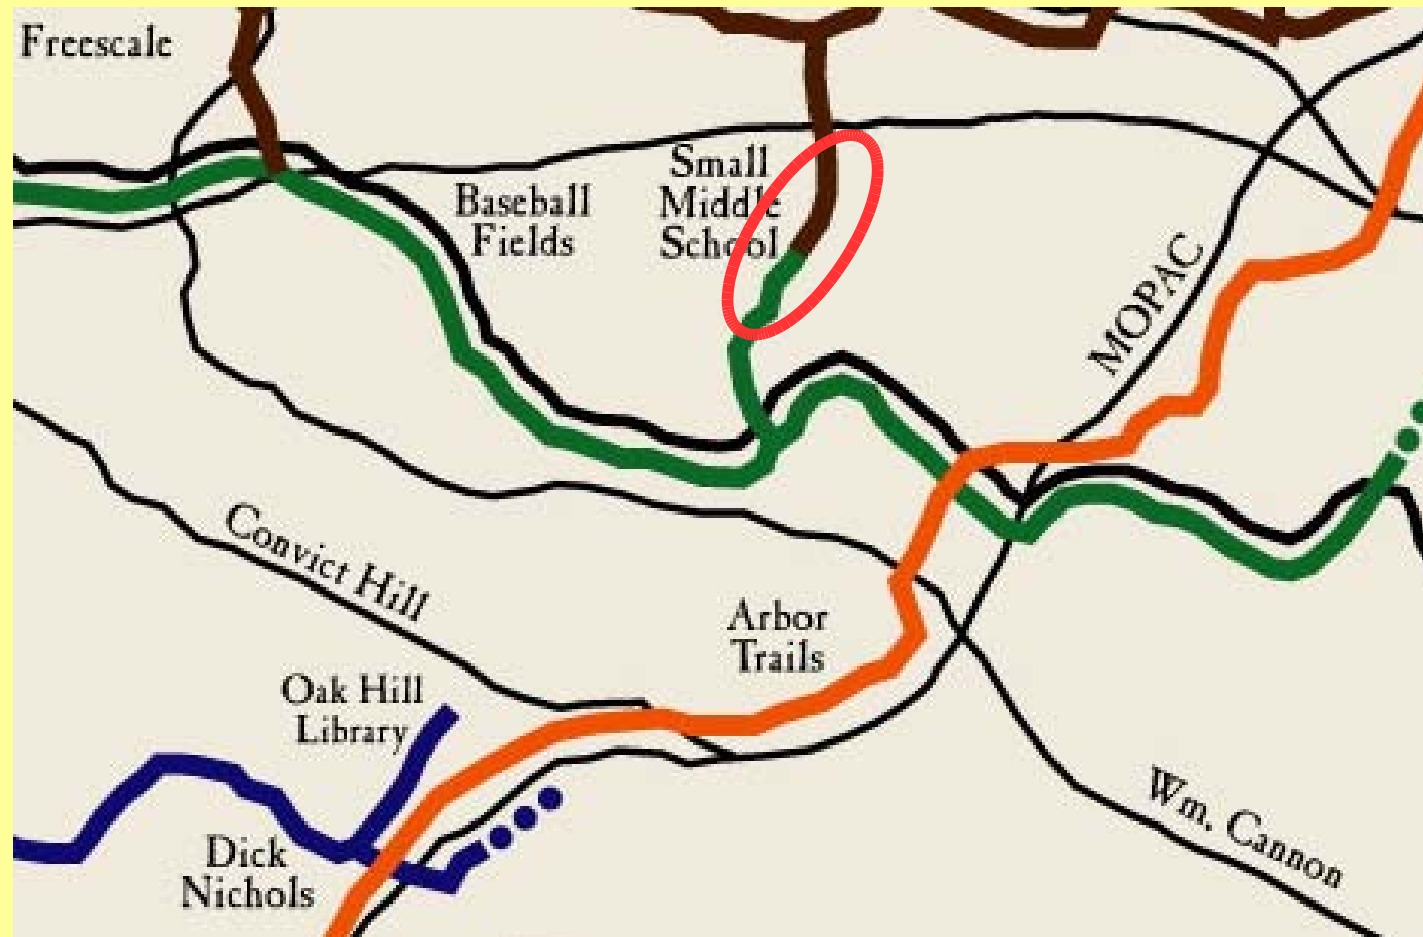 Freescale
Small
Middle
School
Baseball
Fields
MOPAC
Convict Hill
Arbor
Trails
Oak Hill
Library
Wm. Cannon
Dick
Nichols